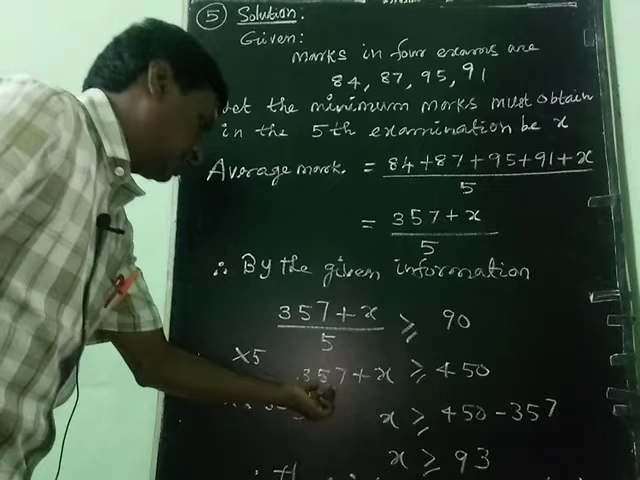 5 Solution.
Given:
Marks in four exams are
84, 87, 95, 91
Let the minimum marks must obtain
in the 5th examination be x
Average mark. = 84+87+95+91+x / 5
= 357+x / 5
∴ By the given information
357+x / 5 ≥ 90
×5
357+x ≥ 450
x ≥ 450-357
x ≥ 93